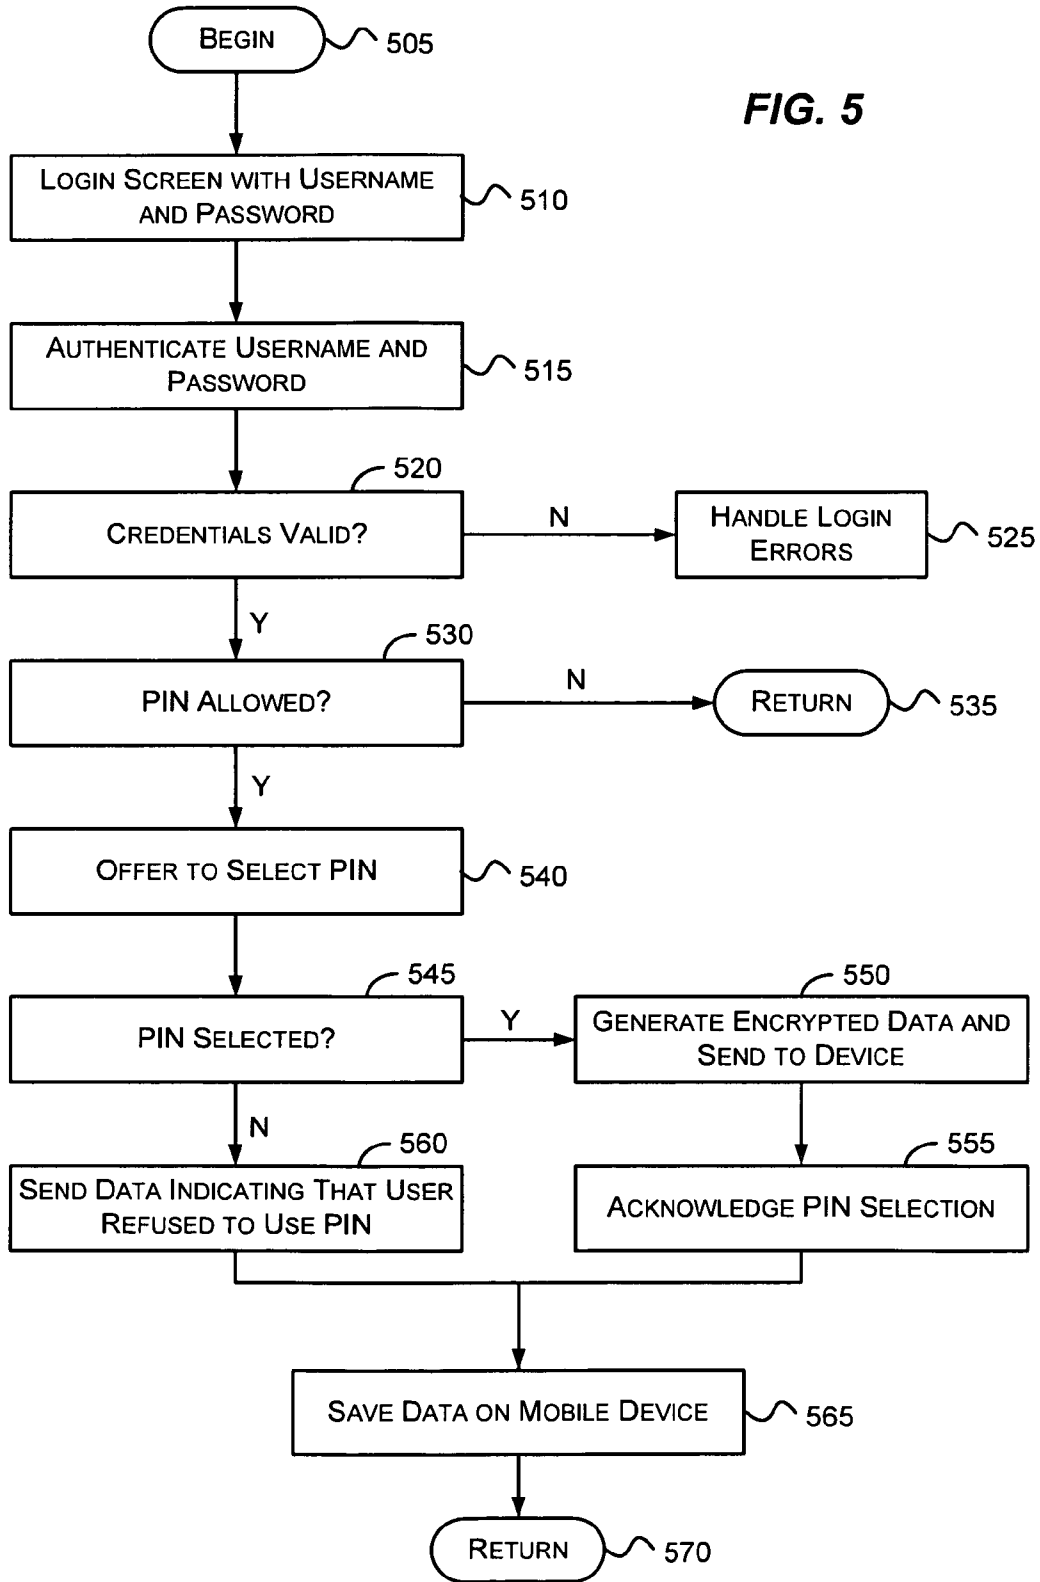 BEGIN
505
FIG. 5
LOGIN SCREEN WITH USERNAME
AND PASSWORD
510
AUTHENTICATE USERNAME AND
PASSWORD
515
520
CREDENTIALS VALID?
N
HANDLE LOGIN
ERRORS
525
Y
530
PIN ALLOWED?
N
RETURN
535
Y
OFFER TO SELECT PIN
540
545
PIN SELECTED?
Y
550
GENERATE ENCRYPTED DATA AND
SEND TO DEVICE
N
560
SEND DATA INDICATING THAT USER
REFUSED TO USE PIN
555
ACKNOWLEDGE PIN SELECTION
SAVE DATA ON MOBILE DEVICE
565
RETURN
570